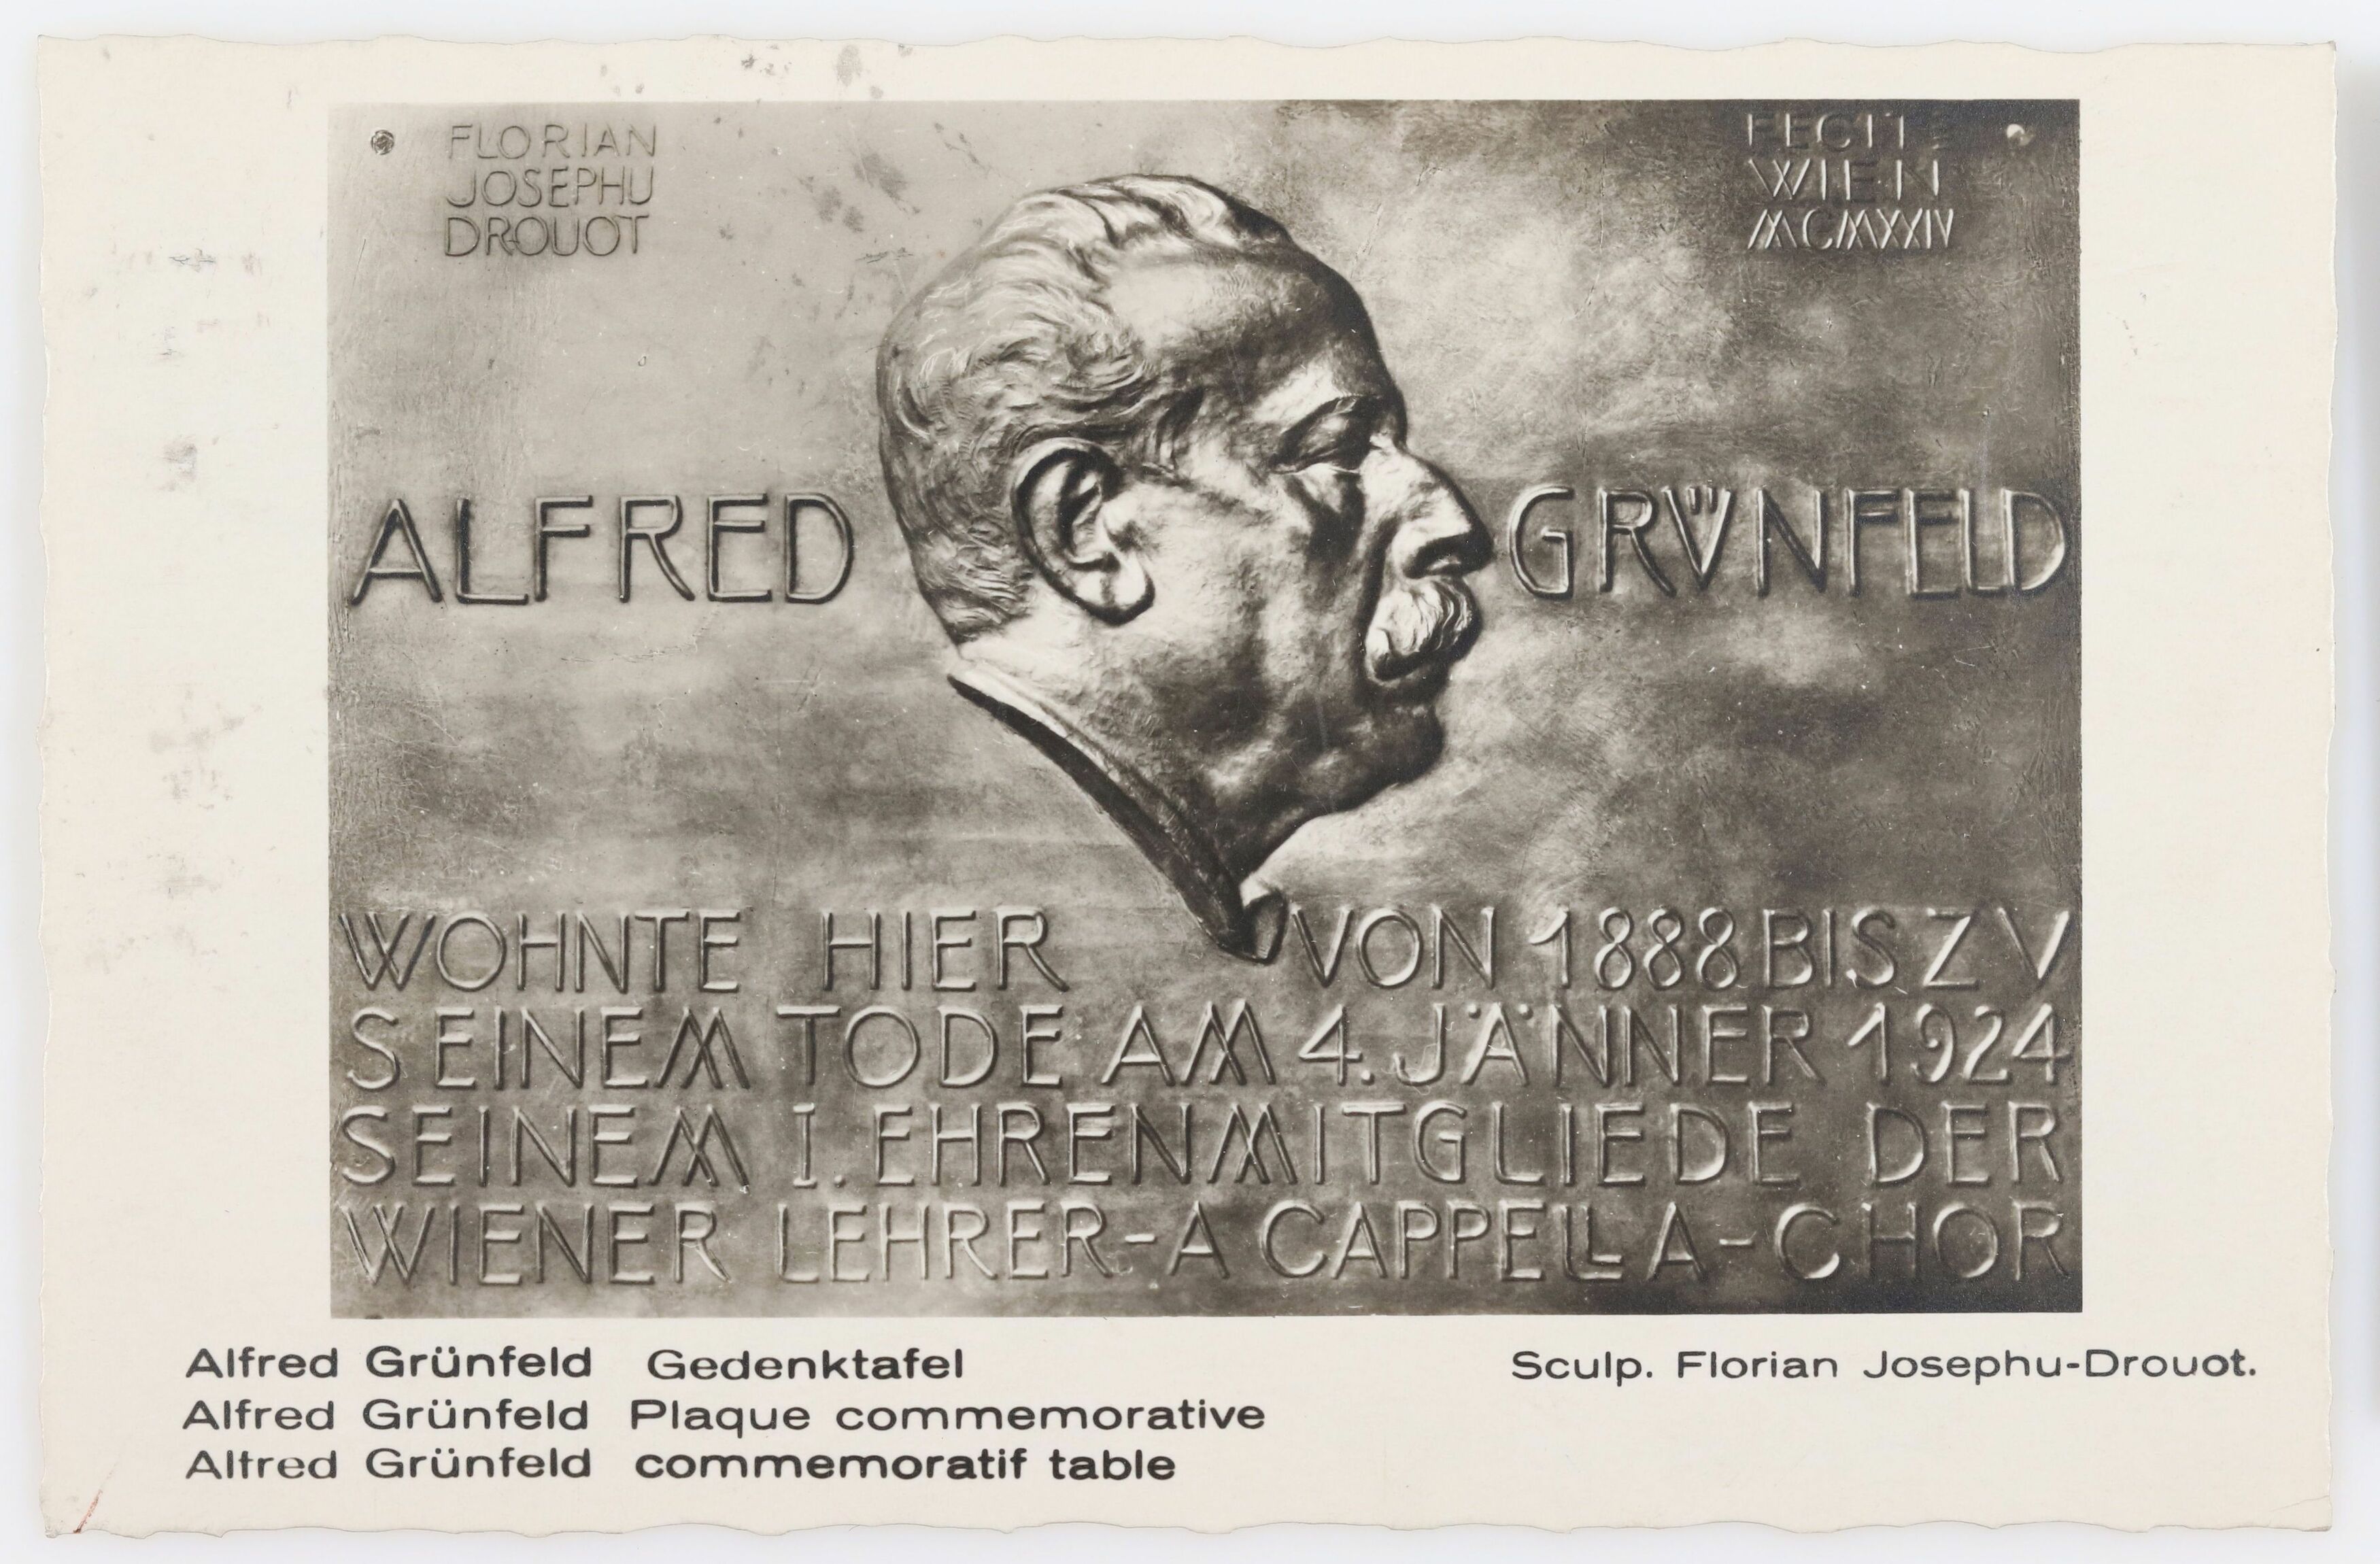 FLORIAN
JOSEPHU
DROUOT
FECIT
WIEN
MCMXXIV
ALFRED GRÜNFELD
WOHNTE HIER VON 1888 BIS ZV
SEINEM TODE AM 4. JÄNNER 1924
SEINEM I. EHRENMITGLIEDE DER
WIENER LEHRER-A CAPPELLA-CHOR
Alfred Grünfeld Gedenktafel
Alfred Grünfeld Plaque commemorative
Alfred Grünfeld commemoratif table
Sculp. Florian Josephu-Drouot.